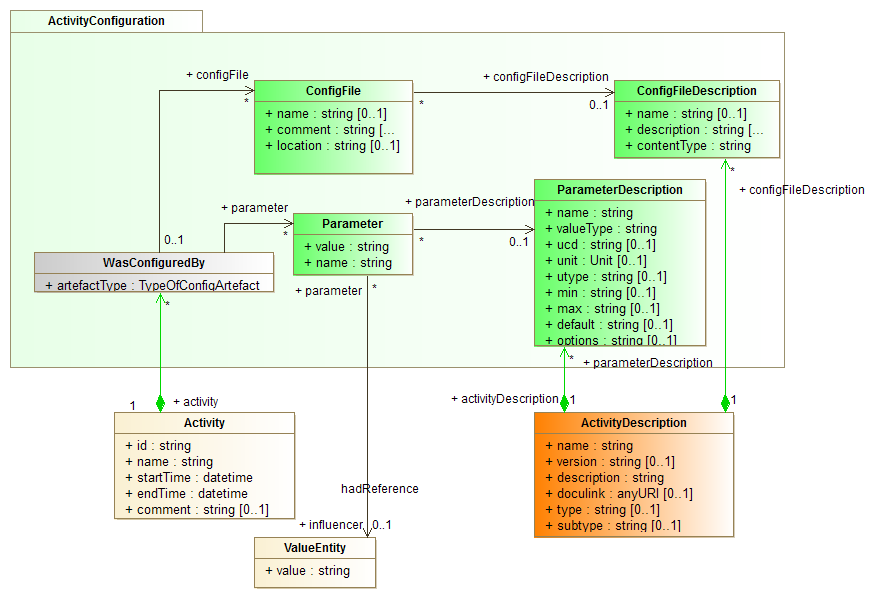 ActivityConfiguration
+ configFile
+ configFileDescription
ConfigFile
*
*
0..1
+ name : string [0..1]
+ comment : string [...
+ location : string [0..1]
ConfigFileDescription
+ name : string [0..1]
+ description : string [...
+ contentType : string
*
+ configFileDescription
+ parameter
+ parameterDescription
0..1
*
*
0..1
Parameter
+ value : string
+ name : string
ParameterDescription
+ name : string
+ valueType : string
+ ucd : string [0..1]
+ unit : Unit [0..1]
+ utype : string [0..1]
+ min : string [0..1]
+ max : string [0..1]
+ default : string [0..1]
+ options : string [0..1]
WasConfiguredBy
+ artefactType : TypeOfConfigArtefact
*
+ parameter
*
*
+ parameterDescription
1
+ activity
+ activityDescription
1
1
Activity
+ id : string
+ name : string
+ startTime : datetime
+ endTime : datetime
+ comment : string [0..1]
ActivityDescription
+ name : string
+ version : string [0..1]
+ description : string
+ doculink : anyURI [0..1]
+ type : string [0..1]
+ subtype : string [0..1]
hadReference
+ influencer
0..1
ValueEntity
+ value : string